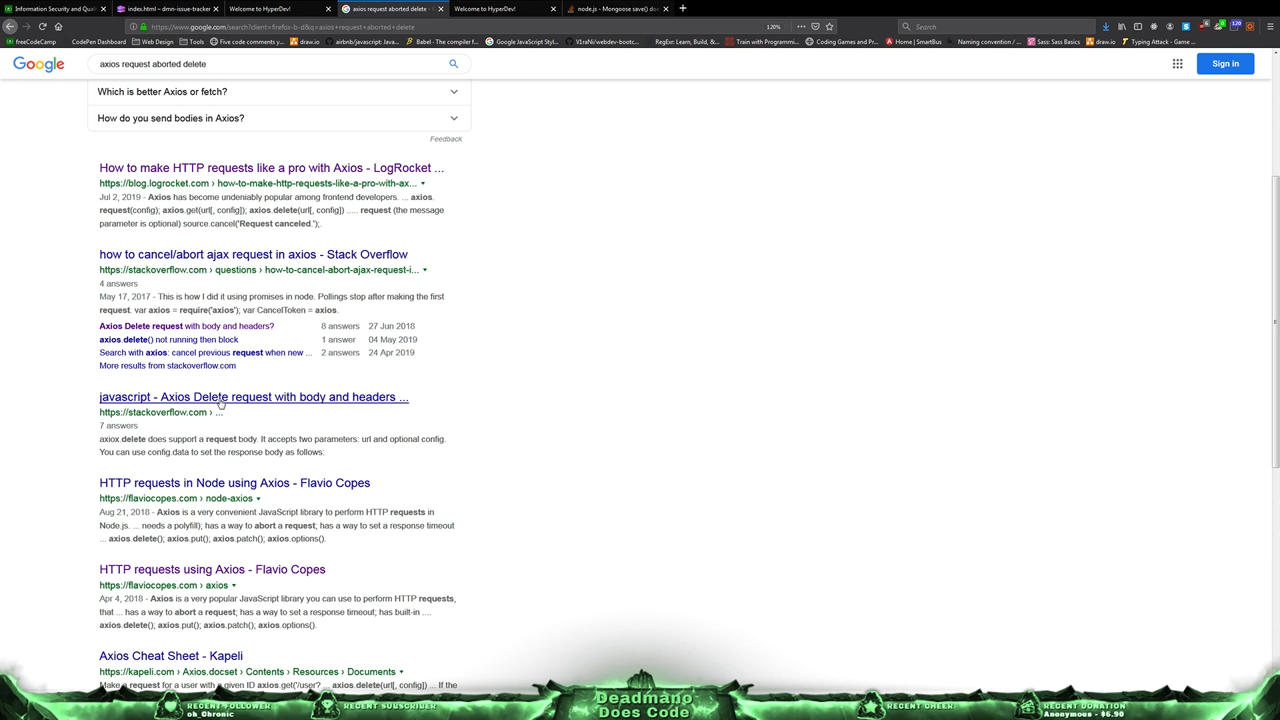 Information Security and Qual
index.html – dmn-issue-tracker
Welcome to HyperDev!
axios request aborted delete -
Welcome to HyperDev!
node.js - Mongoose save() do
https://www.google.com/search?client=firefox-b-d&q=axios+request+aborted+delete
120%
Search
freeCodeCamp
CodePen Dashboard
Web Design
Tools
Five code comments y...
draw.io
airbnb/javascript: Java...
Babel - The compiler f...
Google JavaScript Styl...
V1raNi/webdev-bootc...
RegExr: Learn, Build, &...
Train with Programmi...
Coding Games and Pr...
Home | SmartBus
Naming convention / ...
Sass: Sass Basics
draw.io
Typing Attack - Game ...
Google
axios request aborted delete
Sign in
Which is better Axios or fetch?
How do you send bodies in Axios?
Feedback
How to make HTTP requests like a pro with Axios - LogRocket ...
https://blog.logrocket.com › how-to-make-http-requests-like-a-pro-with-ax...
Jul 2, 2019 - Axios has become undeniably popular among frontend developers. ... axios.
request(config); axios.get(url[, config]); axios.delete(url[, config]) ..... request (the message
parameter is optional) source.cancel('Request canceled.');.
how to cancel/abort ajax request in axios - Stack Overflow
https://stackoverflow.com › questions › how-to-cancel-abort-ajax-request-i...
4 answers
May 17, 2017 - This is how I did it using promises in node. Pollings stop after making the first
request. var axios = require('axios'); var CancelToken = axios.
Axios Delete request with body and headers? 8 answers 27 Jun 2018
axios.delete() not running then block 1 answer 04 May 2019
Search with axios: cancel previous request when new ... 2 answers 24 Apr 2019
More results from stackoverflow.com
javascript - Axios Delete request with body and headers ...
https://stackoverflow.com › ...
7 answers
axiox.delete does support a request body. It accepts two parameters: url and optional config.
You can use config.data to set the response body as follows:
HTTP requests in Node using Axios - Flavio Copes
https://flaviocopes.com › node-axios
Aug 21, 2018 - Axios is a very convenient JavaScript library to perform HTTP requests in
Node.js. ... needs a polyfill); has a way to abort a request; has a way to set a response timeout
... axios.delete(); axios.put(); axios.patch(); axios.options().
HTTP requests using Axios - Flavio Copes
https://flaviocopes.com › axios
Apr 4, 2018 - Axios is a very popular JavaScript library you can use to perform HTTP requests,
that ... has a way to abort a request; has a way to set a response timeout; has built-in ....
axios.delete(); axios.put(); axios.patch(); axios.options().
Axios Cheat Sheet - Kapeli
https://kapeli.com › Axios.docset › Contents › Resources › Documents
Make a request for a user with a given ID axios.get('/user? ... axios.delete(url[, config]) ... If the
RECENT FOLLOWER
ok_Chronic
RECENT SUBSCRIBER
Deadmano
Does Code
RECENT CHEER
RECENT DONATION
Anonymous - $6.90